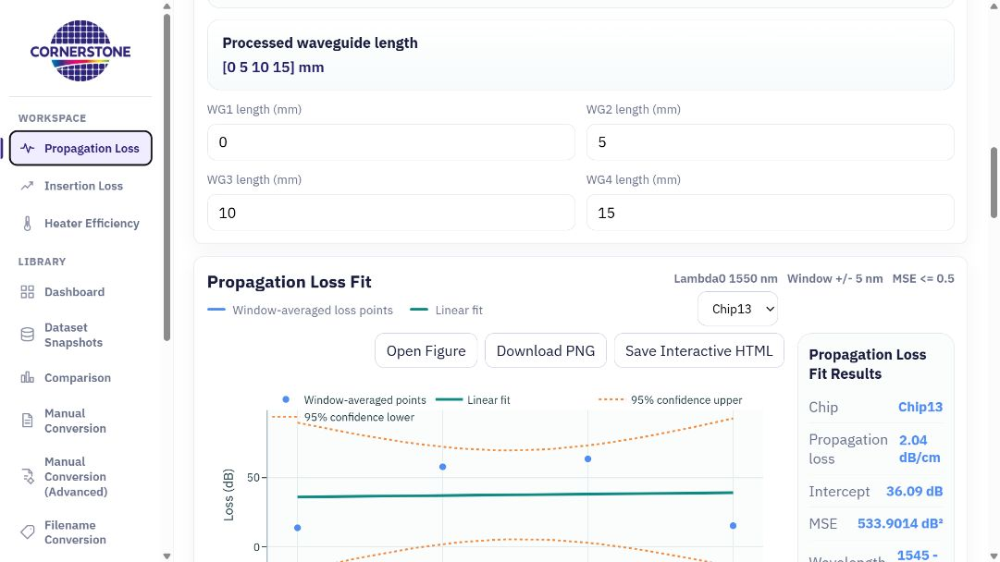 CORNERSTONE
WORKSPACE
Propagation Loss
Insertion Loss
Heater Efficiency
LIBRARY
Dashboard
Dataset
Snapshots
Comparison
Manual
Conversion
Manual
Conversion
(Advanced)
Filename
Conversion
Processed waveguide length
[0 5 10 15] mm
WG1 length (mm)
WG2 length (mm)
0
5
WG3 length (mm)
WG4 length (mm)
10
15
Propagation Loss Fit
Lambda0 1550 nm Window +/- 5 nm MSE <= 0.5
Window-averaged loss points Linear fit
Chip13
Open Figure
Download PNG
Save Interactive HTML
Window-averaged points Linear fit 95% confidence upper
95% confidence lower
Loss (dB)
50
0
Propagation Loss
Fit Results
Chip Chip13
Propagation
loss
2.04
dB/cm
Intercept 36.09 dB
MSE 533.9014 dB²
Wavelength 1545 -